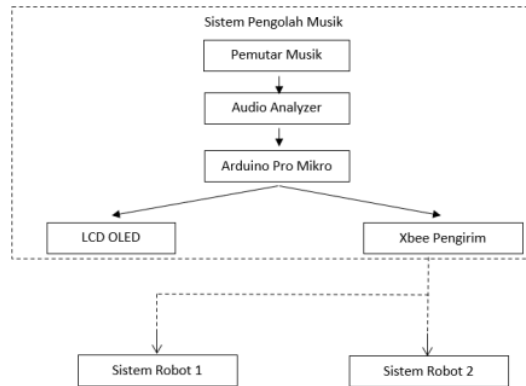 Sistem Pengolah Musik
Pemutar Musik
Audio Analyzer
Arduino Pro Mikro
LCD OLED
Xbee Pengirim
Sistem Robot 1
Sistem Robot 2